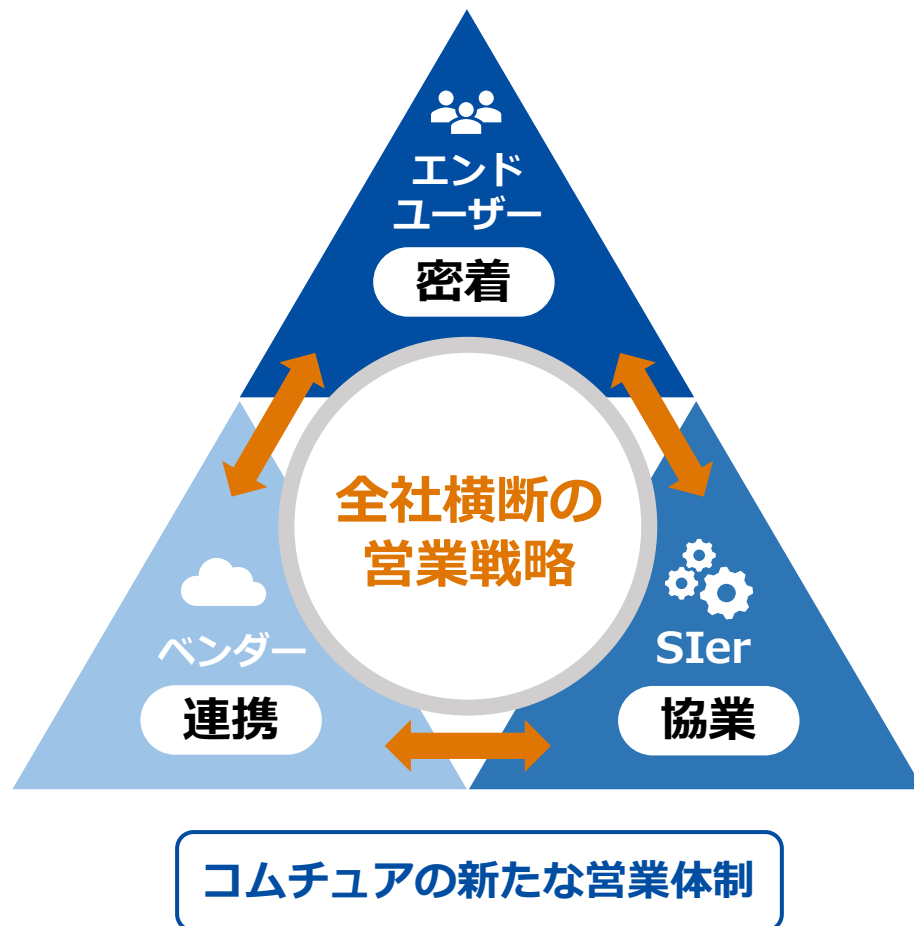 エンド
ユーザー
密着
全社横断の
営業戦略
ベンダー
連携
SIer
協業
コムチュアの新たな営業体制